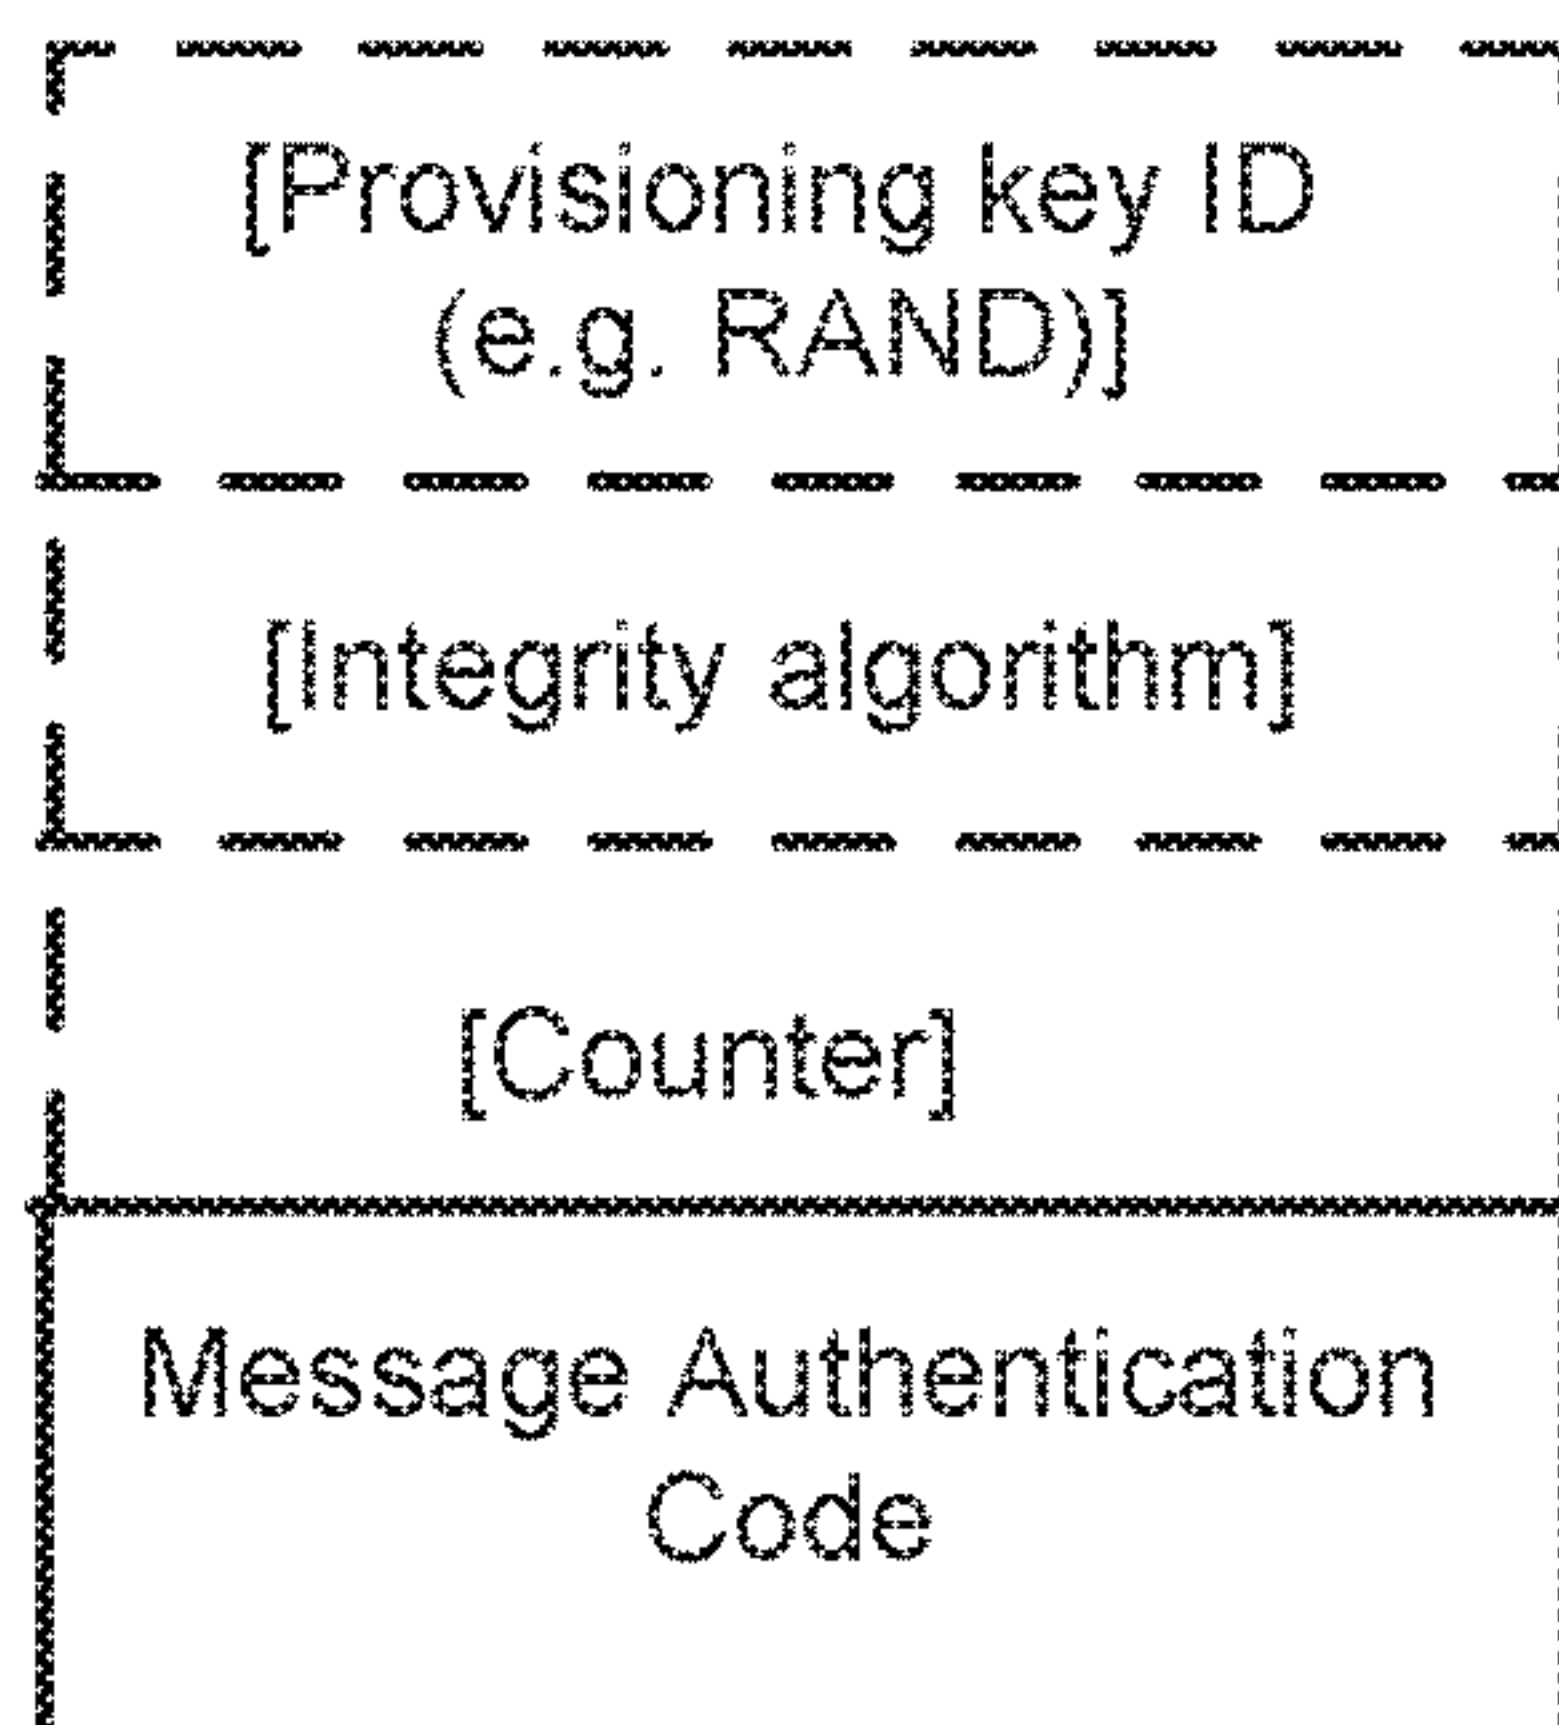 [Provisioning key ID
(e.g. RAND)]
[Integrity algorithm]
[Counter]
Message Authentication
Code